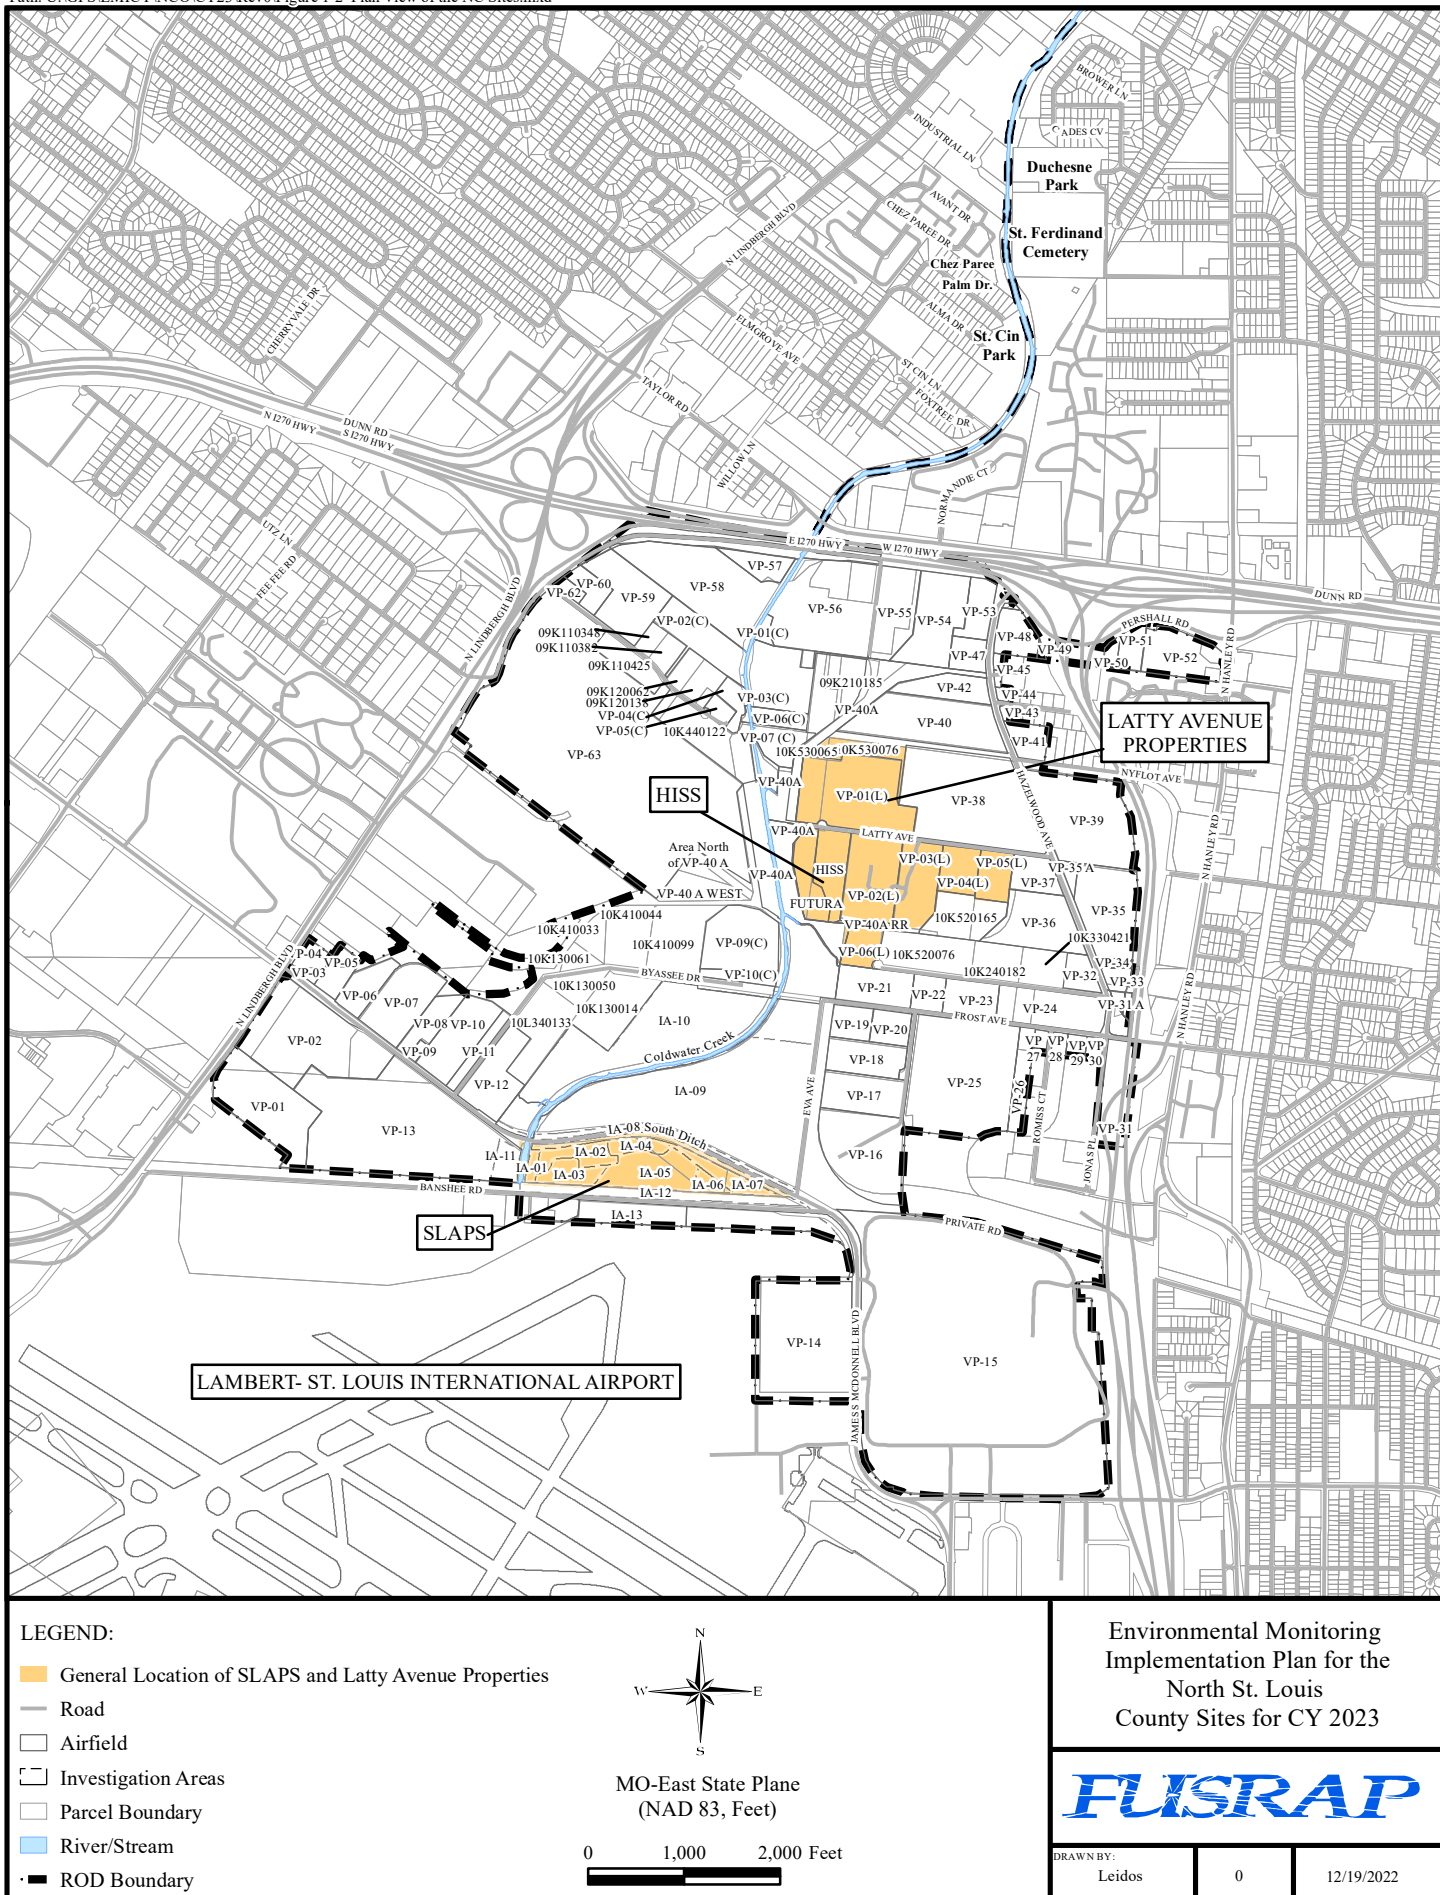 BROWER LN
INDUSTRIAL LN
Duchesne
Park
AVANT DR
CHEZ PAREE DR
St. Ferdinand
Cemetery
N LINDBERGH BLVD
Chez Paree
Palm Dr.
CHERRYVALE DR
ALMA DR
ELMGROVE AVE
St. Cin
Park
ST CIN LN
FOXTREE DR
TAYLOR RD
WILLOW LN
N I270 HWY
DUNN RD
S I270 HWY
NORMANDIE CT
UTZ LN
FEE FEE RD
E I270 HWY
W I270 HWY
N LINDBERGH BLVD
DUNN RD
PERSHALL RD
N HANLEY RD
VP-57
VP-58
VP-60
VP-62
VP-59
VP-56
VP-55
VP-54
VP-53
VP-02(C)
VP-01(C)
VP-48
VP-49
VP-51
VP-50
VP-52
09K110348
09K110382
09K110425
VP-47
VP-45
VP-44
VP-43
VP-41
09K120062
09K120138
VP-04(C)
VP-05(C)
10K440122
VP-03(C)
VP-06(C)
VP-07 (C)
09K210185
VP-40A
VP-42
VP-40
VP-63
10K530065
0K530076
LATTY AVENUE
PROPERTIES
NYFLOT AVE
VP-40A
VP-01(L)
VP-38
HAZELWOOD AVE
VP-39
HISS
VP-40A
LATTY AVE
N HANLEY RD
Area North
of VP-40 A
VP-40A
HISS
VP-03(L)
VP-05(L)
VP-04(L)
VP-35 A
VP-37
VP-40 A WEST
FUTURA
VP-02(L)
VP-35
VP-36
10K520165
10K410044
10K410033
VP-40A RR
10K330421
10K410099
VP-09(C)
10K130061
VP-06(L)
10K520076
10K240182
VP-34
VP-32
VP-33
VP-31 A
VP-04
VP-03
VP-05
BYASSEE DR
VP-10(C)
10K130050
10K130014
VP-06
VP-07
VP-21
VP-22
VP-23
VP-24
FROST AVE
N LINDBERGH BLVD
N HANLEY RD
VP-02
VP-08
VP-10
VP-09
VP-11
10L340133
IA-10
VP-19
VP-20
Coldwater Creek
VP-18
VP
27
VP
28
VP
29
VP
30
VP-12
IA-09
EVA AVE
VP-17
VP-25
VP-26
ROMISS CT
VP-01
VP-13
IA-08 South Ditch
VP-31
JONAS PL
VP-16
IA-11
IA-01
IA-02
IA-04
IA-03
IA-05
IA-06
IA-07
IA-12
BANSHEE RD
IA-13
SLAPS
PRIVATE RD
VP-14
VP-15
JAMES S MCDONNELL BLVD
LAMBERT- ST. LOUIS INTERNATIONAL AIRPORT
LEGEND:
General Location of SLAPS and Latty Avenue Properties
Road
Airfield
Investigation Areas
Parcel Boundary
River/Stream
ROD Boundary
N
W
E
S
MO-East State Plane
(NAD 83, Feet)
0 1,000 2,000 Feet
Environmental Monitoring
Implementation Plan for the
North St. Louis
County Sites for CY 2023
FUSRAP
DRAWN BY:
Leidos
0
12/19/2022